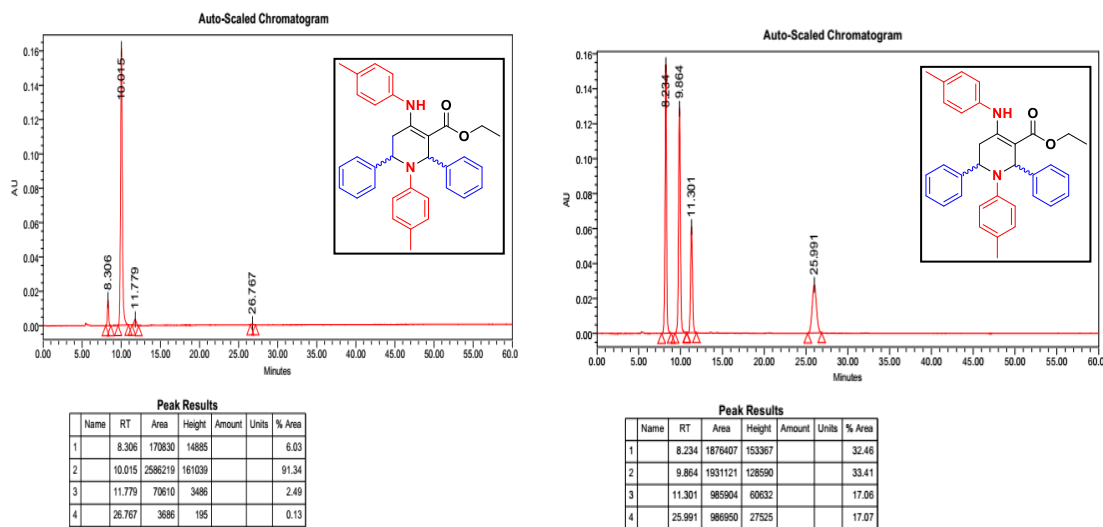 Auto-Scaled Chromatogram
0.16
0.14
0.12
0.10
0.08
0.06
0.04
0.02
0.00
AU
8.306
10.015
11.779
26.767
NH
O
O
N
0.00 5.00 10.00 15.00 20.00 25.00 30.00 35.00 40.00 45.00 50.00 55.00 60.0
Minutes
Peak Results
Name RT Area Height Amount Units % Area
1 8.306 170830 14885 6.03
2 10.015 2586219 161039 91.34
3 11.779 70610 3486 2.49
4 26.767 3686 195 0.13
Auto-Scaled Chromatogram
0.16
0.14
0.12
0.10
0.08
0.06
0.04
0.02
0.00
AU
8.234
9.864
11.301
25.991
NH
O
O
N
0.00 5.00 10.00 15.00 20.00 25.00 30.00 35.00 40.00 45.00 50.00 55.00 60.0
Minutes
Peak Results
Name RT Area Height Amount Units % Area
1 8.234 1876407 153367 32.46
2 9.864 1931121 128590 33.41
3 11.301 985904 60632 17.06
4 25.991 986950 27525 17.07